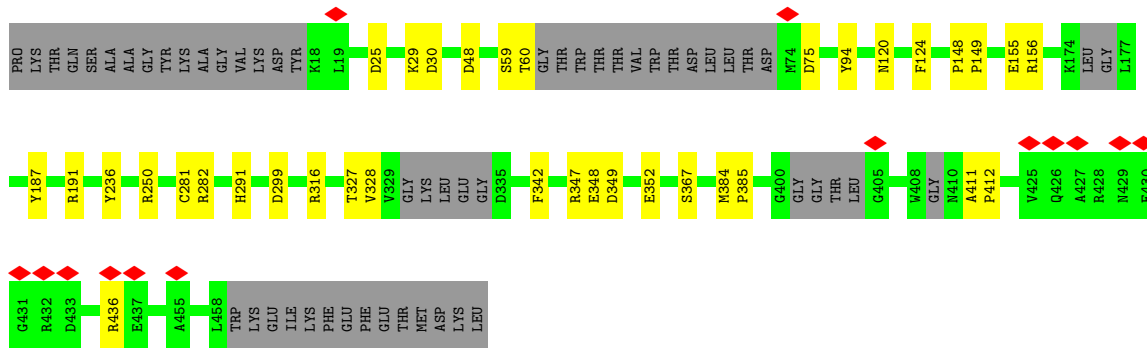 PRO LYS THR GLN SER ALA ALA GLY TYR LYS ALA GLY VAL LYS ASP TYR K18 L19 D25 K29 D30 D48 S59 T60 GLY THR TRP THR THR VAL TRP THR ASP LEU LEU THR ASP M74 D75 Y94 N120 F124 P148 P149 E155 R156 K174 LEU GLY L177
Y187 R191 Y236 R250 C281 R282 H291 D299 R316 T327 V328 V329 GLY LYS LEU GLU GLY D335 F342 R347 E348 D349 E352 S367 M384 P385 G400 GLY GLY THR LEU G405 W408 GLY N410 A411 P412 V425 Q426 A427 R428 N429
G431 R432 D433 R436 E437 A455 L458 TRP LYS GLU ILE LYS PHE GLU PHE GLU THR MET ASP LYS LEU